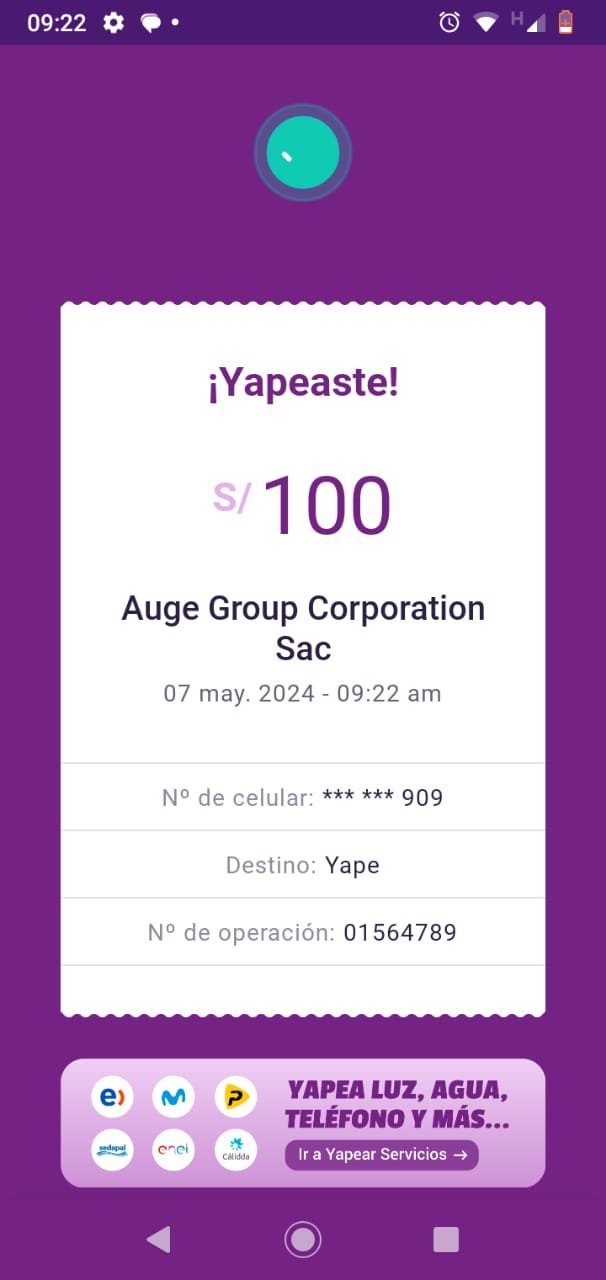 09:22
H
¡Yapeaste!
S/ 100
Auge Group Corporation
Sac
07 may. 2024 - 09:22 am
Nº de celular: *** *** 909
Destino: Yape
Nº de operación: 01564789
YAPEA LUZ, AGUA,
TELÉFONO Y MÁS...
sedapal enel Cálidda
Ir a Yapear Servicios →